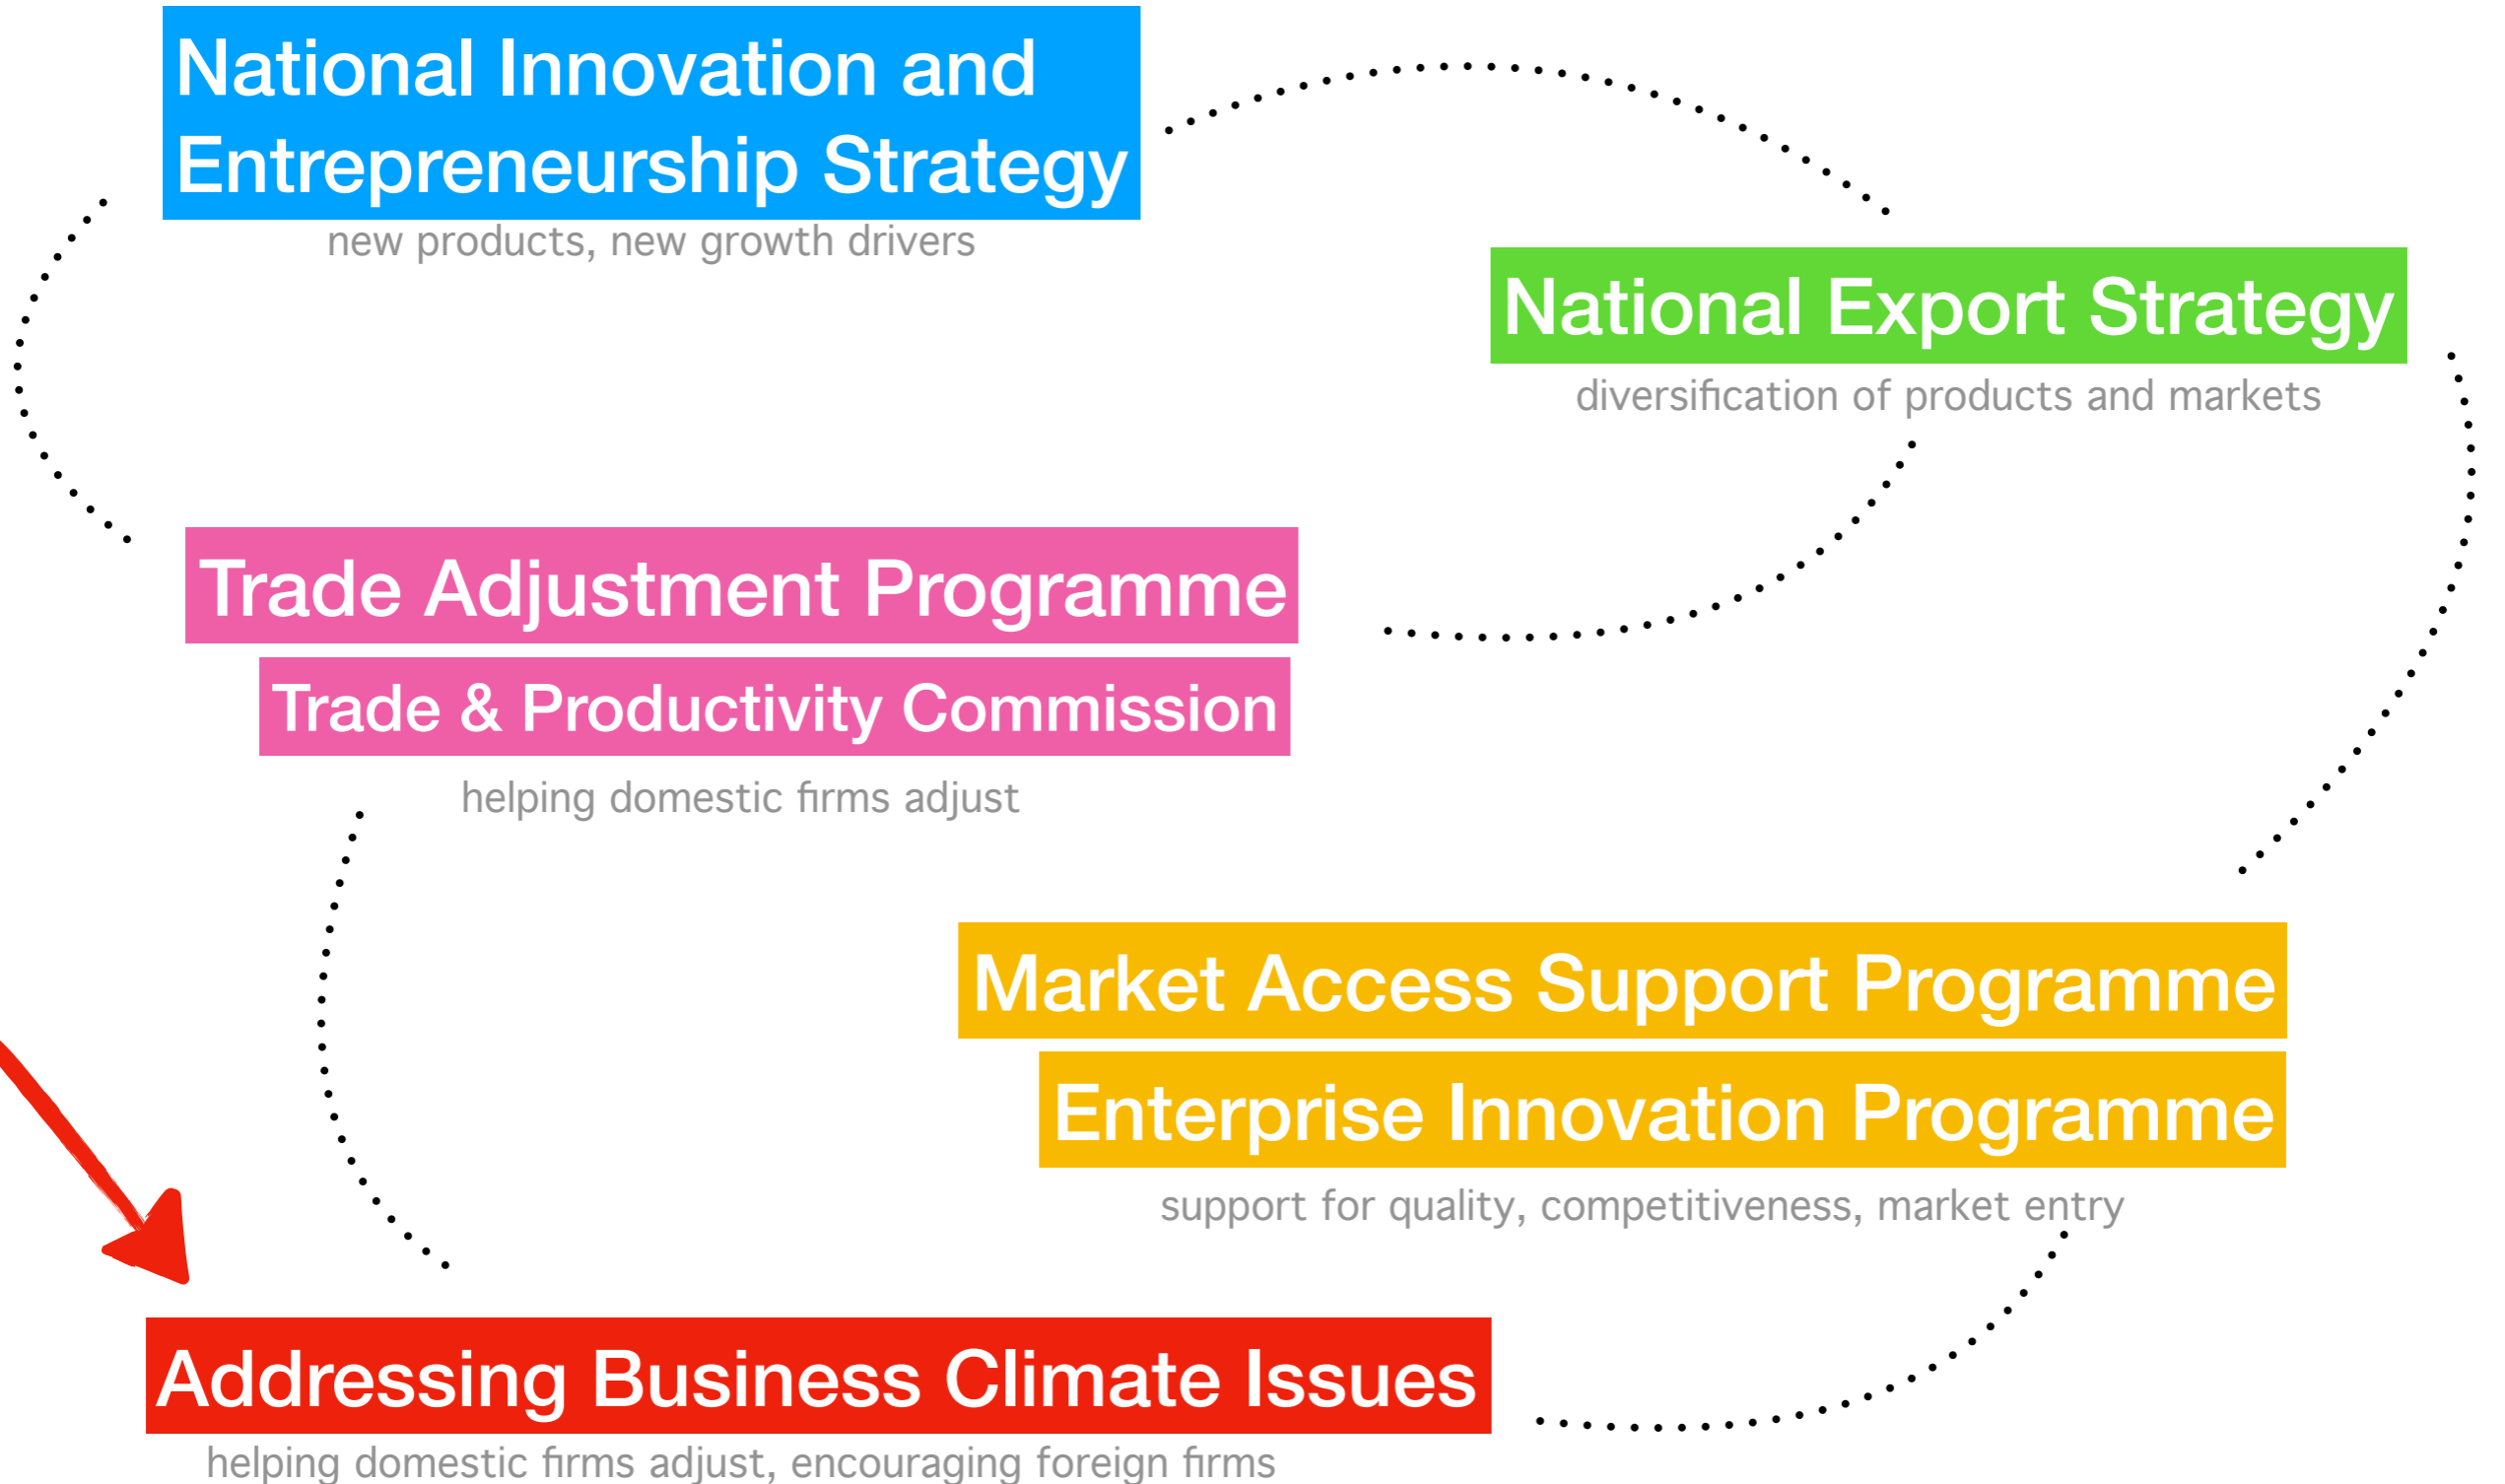 National Innovation and
Entrepreneurship Strategy
new products, new growth drivers
National Export Strategy
diversification of products and markets
Trade Adjustment Programme
Trade & Productivity Commission
helping domestic firms adjust
Market Access Support Programme
Enterprise Innovation Programme
support for quality, competitiveness, market entry
Addressing Business Climate Issues
helping domestic firms adjust, encouraging foreign firms